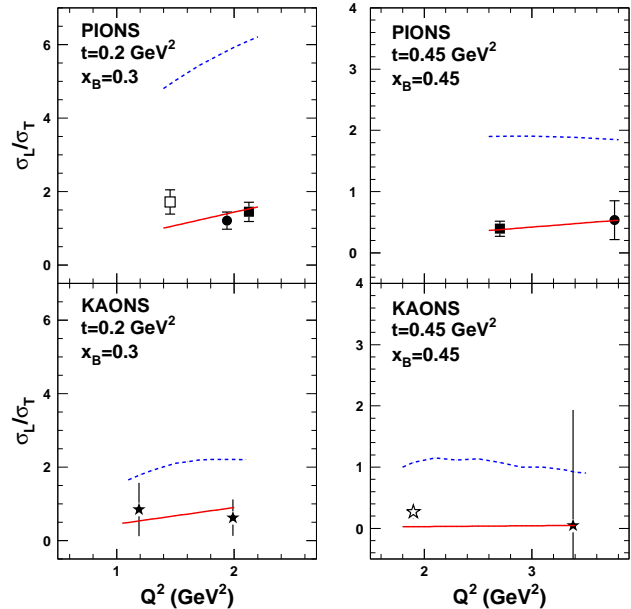 PIONS
t=0.2 GeV²
x_B=0.3
σ_L/σ_T
6
4
2
0
PIONS
t=0.45 GeV²
x_B=0.45
4
3
2
1
0
KAONS
t=0.2 GeV²
x_B=0.3
σ_L/σ_T
6
4
2
0
1
2
Q² (GeV²)
KAONS
t=0.45 GeV²
x_B=0.45
3
2
1
0
2
3
Q² (GeV²)